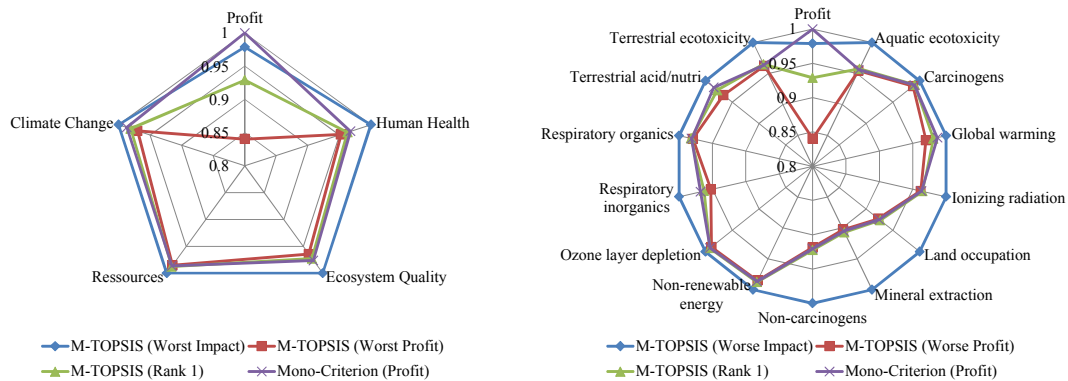 Profit
1
0.95
0.9
0.85
0.8
Human Health
Ecosystem Quality
Ressources
Climate Change
M-TOPSIS (Worst Impact)
M-TOPSIS (Worst Profit)
M-TOPSIS (Rank 1)
Mono-Criterion (Profit)
Profit
1
0.95
0.9
0.85
0.8
Aquatic ecotoxicity
Carcinogens
Global warming
Ionizing radiation
Land occupation
Mineral extraction
Non-carcinogens
Non-renewable
energy
Ozone layer depletion
Respiratory
inorganics
Respiratory organics
Terrestrial acid/nutri
Terrestrial ecotoxicity
M-TOPSIS (Worse Impact)
M-TOPSIS (Worse Profit)
M-TOPSIS (Rank 1)
Mono-Criterion (Profit)